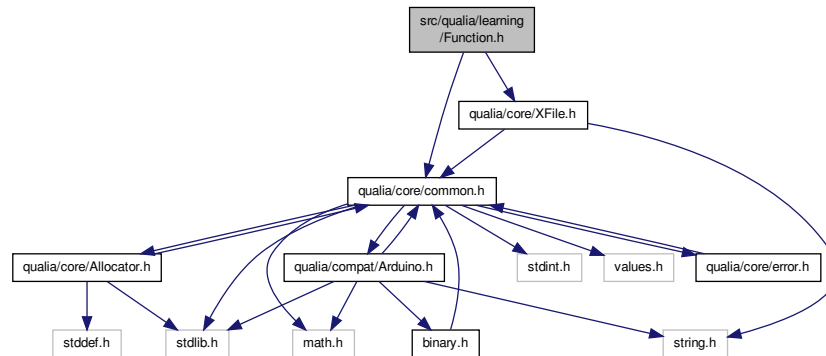 src/qualia/learning
/Function.h
qualia/core/XFile.h
qualia/core/common.h
qualia/core/Allocator.h
qualia/compat/Arduino.h
stdint.h
values.h
qualia/core/error.h
stddef.h
stdlib.h
math.h
binary.h
string.h